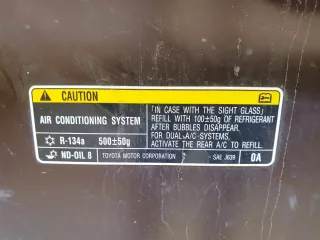 CAUTION
AIR CONDITIONING SYSTEM
R-134a 500±50g
ND-OIL 8 TOYOTA MOTOR CORPORATION SAE J639 0A
「IN CASE WITH THE SIGHT GLASS」
REFILL WITH 100±50g OF REFRIGERANT
AFTER BUBBLES DISAPPEAR.
FOR DUAL-A/C-SYSTEMS,
ACTIVATE THE REAR A/C TO REFILL.